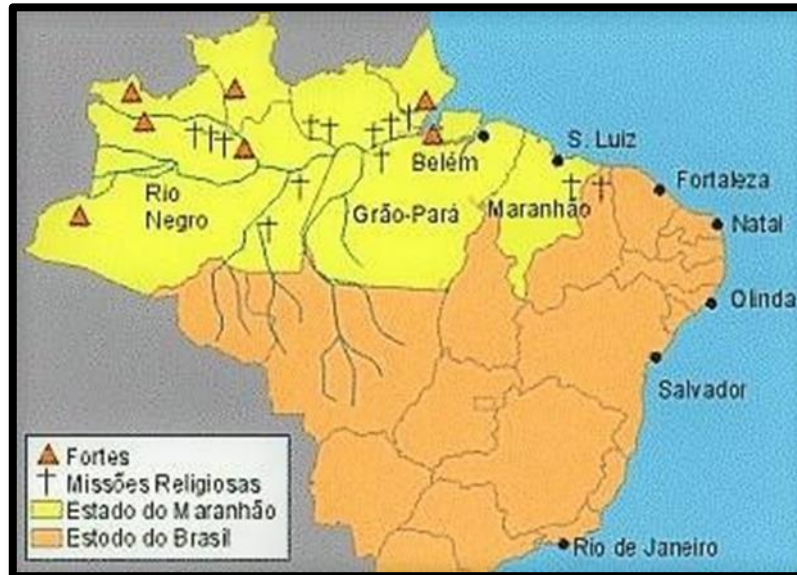 S. Luiz
Belém
Fortaleza
Rio
Negro
Grão-Pará
Maranhão
Natal
Olinda
Salvador
Fortes
Missões Religiosas
Estado do Maranhão
Estodo do Brasil
Rio de Janeiro